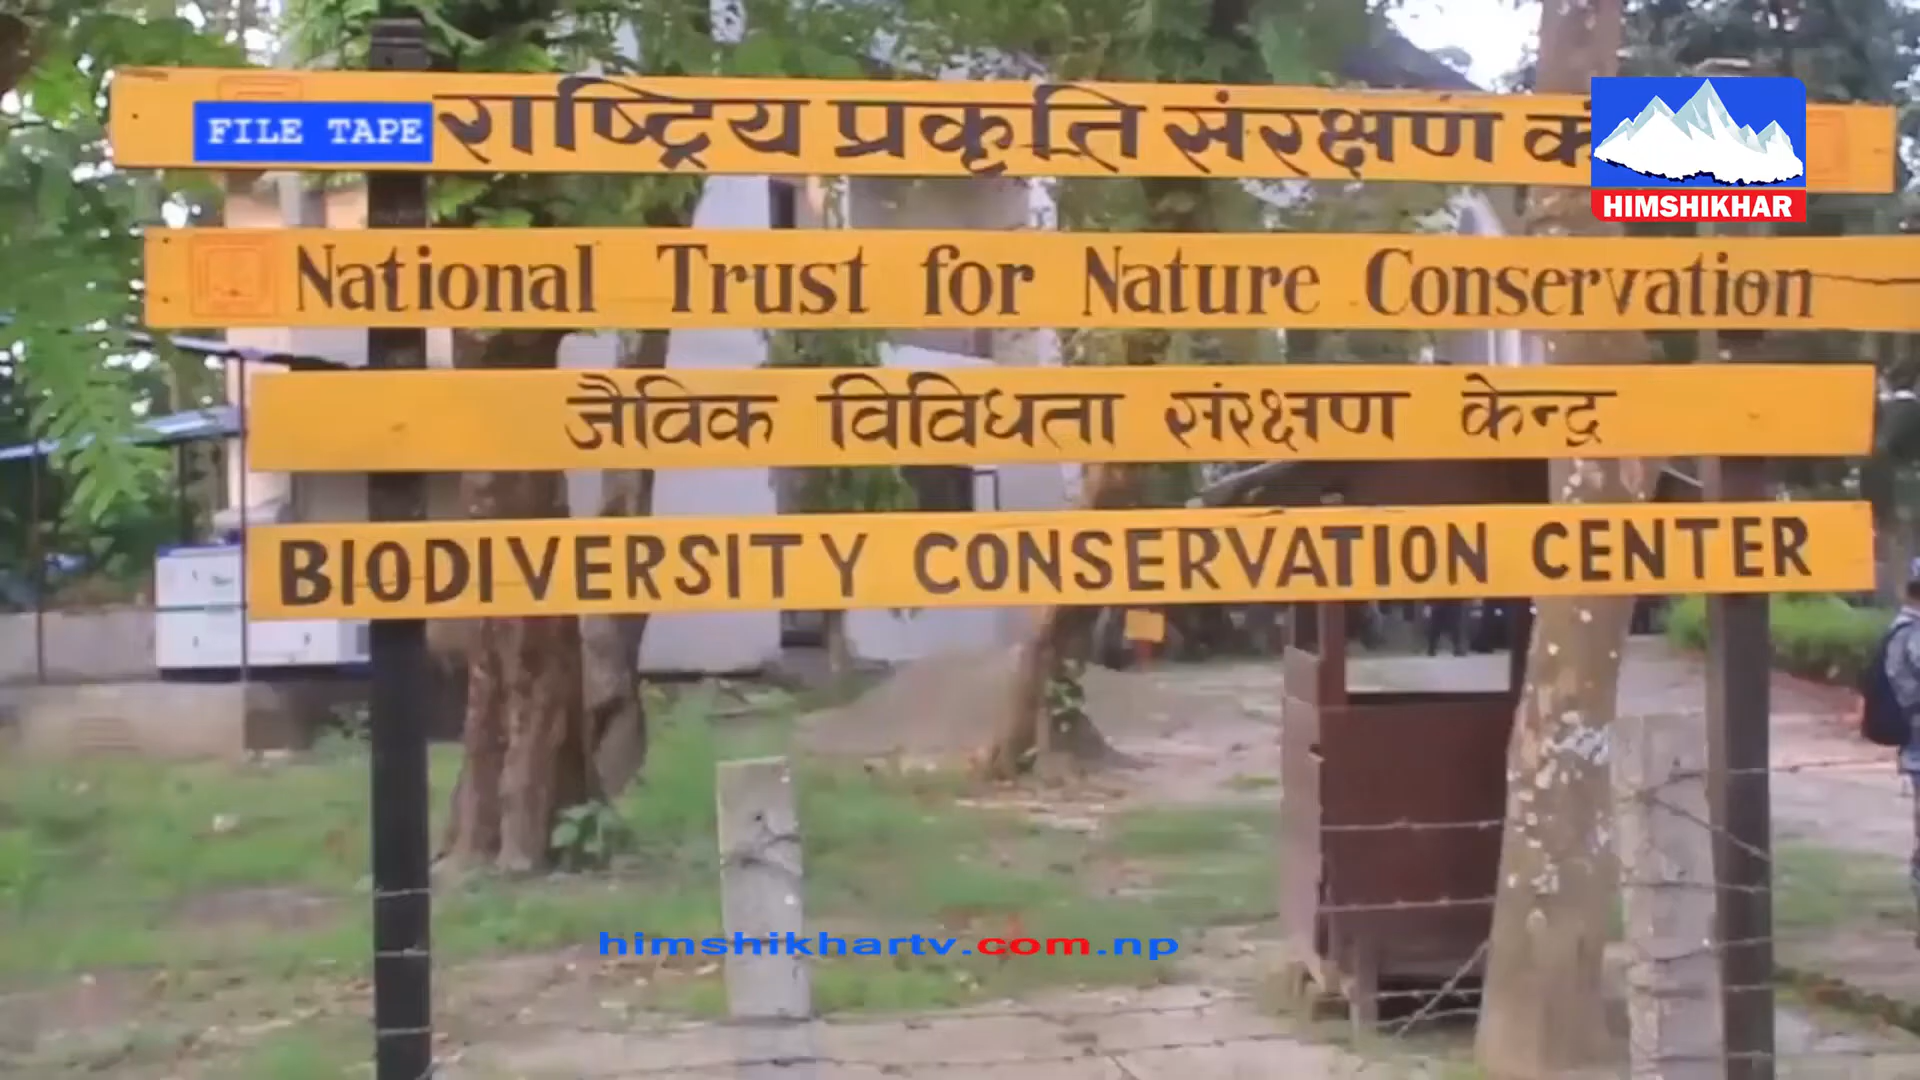 FILE TAPE
राष्ट्रिय प्रकृति संरक्षण
HIMSHIKHAR
National Trust for Nature Conservation
जैविक विविधता संरक्षण केन्द्र
BIODIVERSITY CONSERVATION CENTER
himshikhartv.com.np